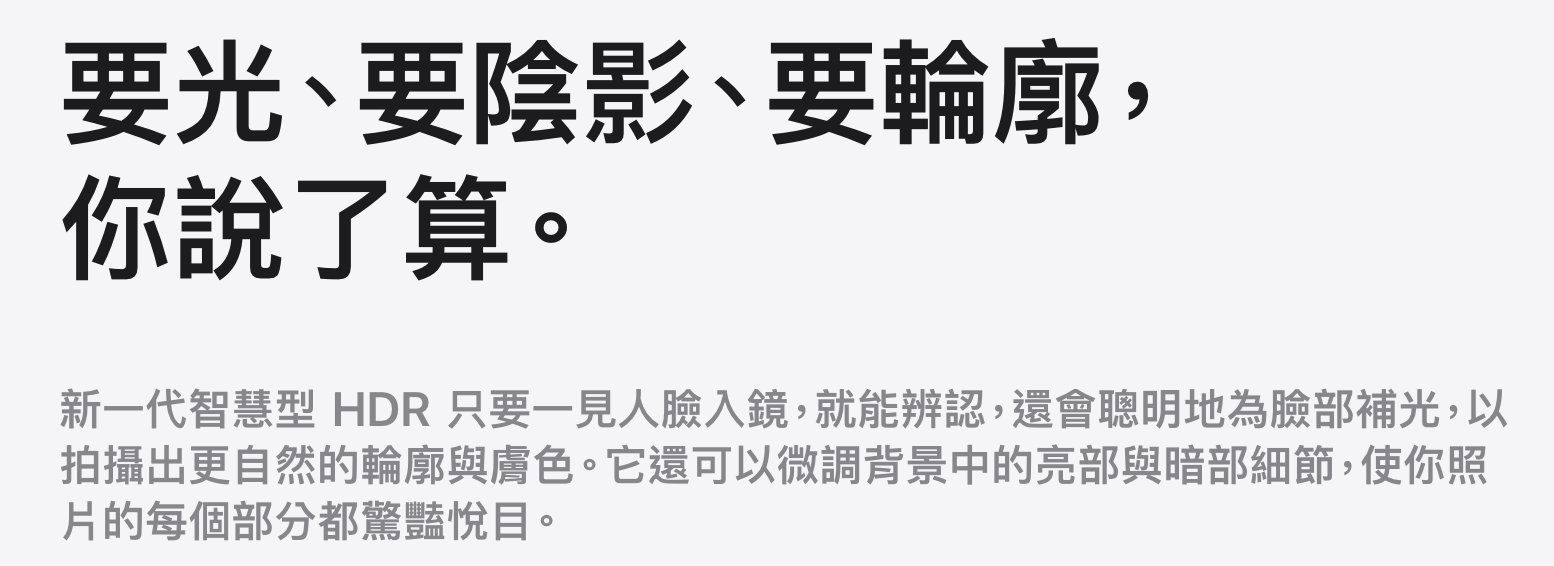 要光、要陰影、要輪廓，
你說了算。
新一代智慧型 HDR 只要一見人臉入鏡，就能辨認，還會聰明地為臉部補光，以
拍攝出更自然的輪廓與膚色。它還可以微調背景中的亮部與暗部細節，使你照
片的每個部分都驚豔悅目。